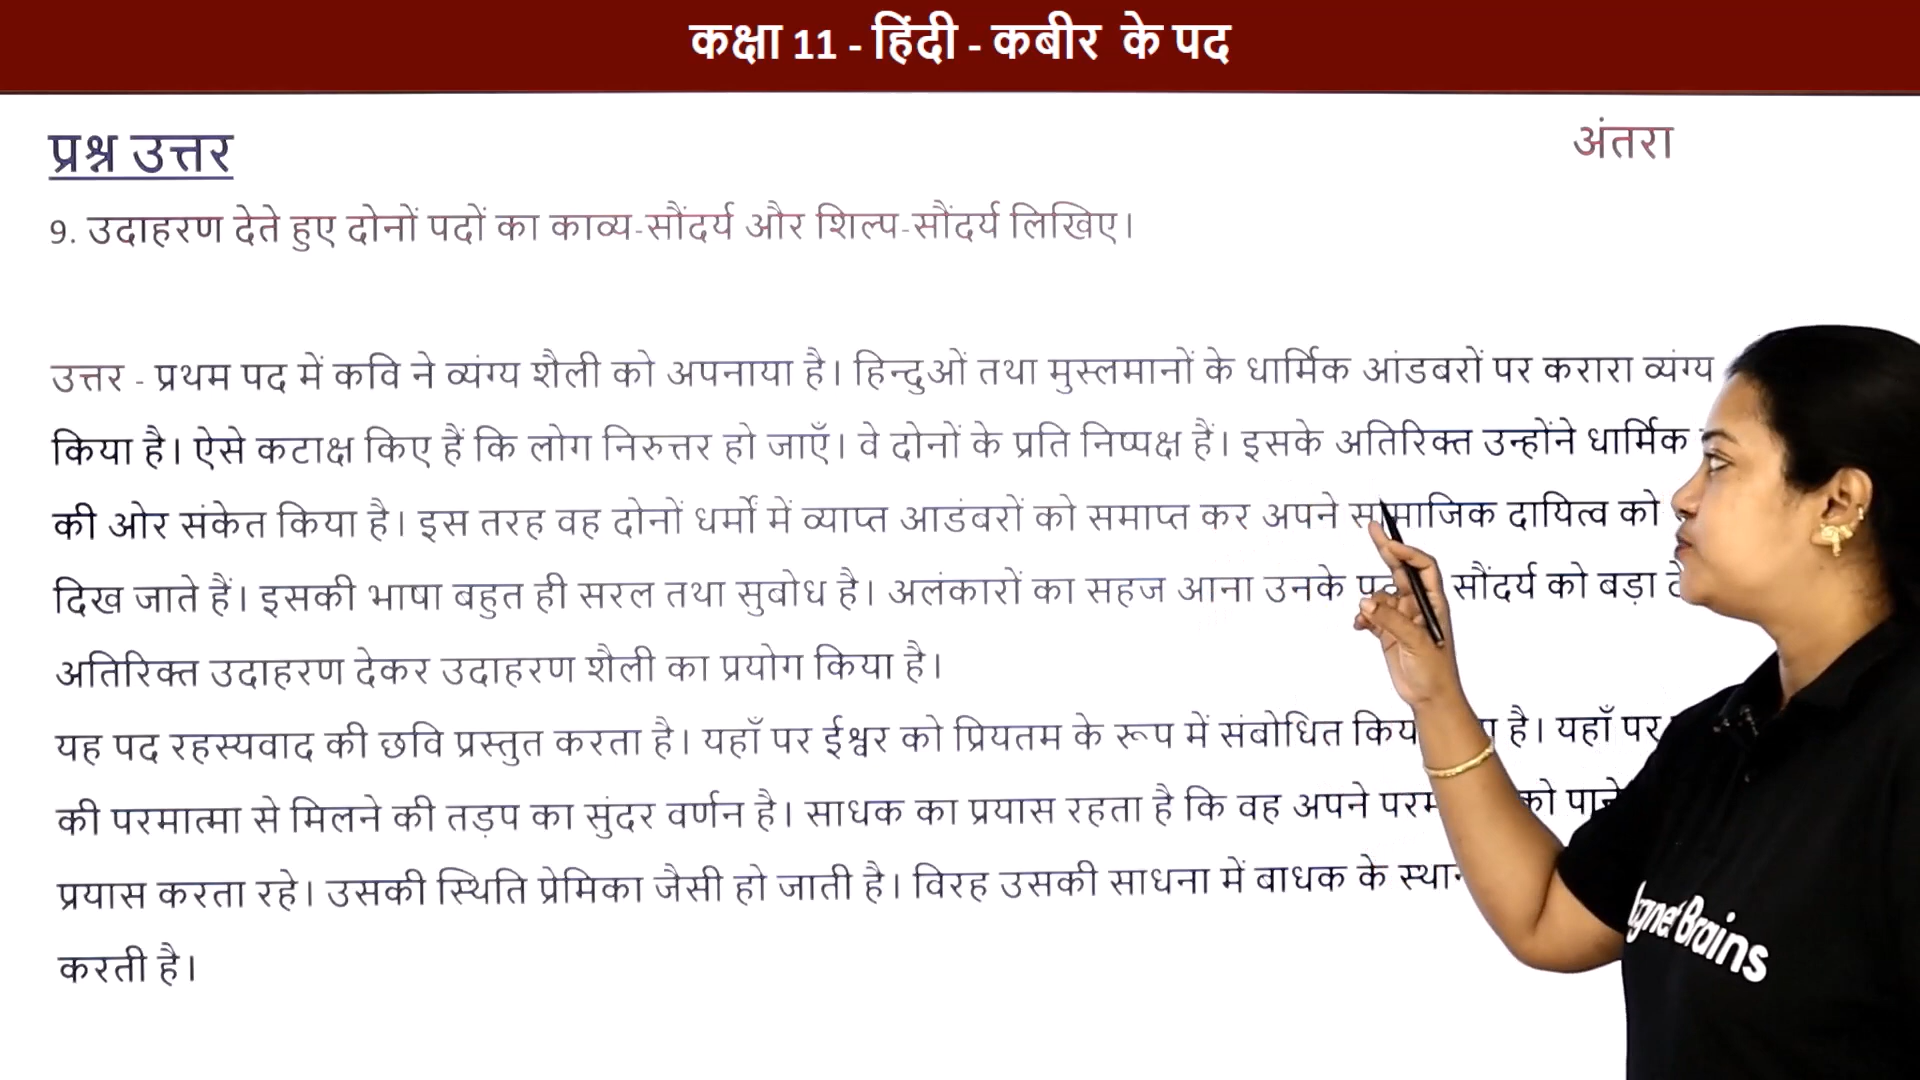 कक्षा 11 - हिंदी - कबीर के पद
प्रश्न उत्तर
अंतरा
9. उदाहरण देते हुए दोनों पदों का काव्य-सौंदर्य और शिल्प-सौंदर्य लिखिए।
उत्तर - प्रथम पद में कवि ने व्यंग्य शैली को अपनाया है। हिन्दुओं तथा मुस्लमानों के धार्मिक आंडबरों पर करारा व्यंग्य
किया है। ऐसे कटाक्ष किए हैं कि लोग निरुत्तर हो जाएँ। वे दोनों के प्रति निष्पक्ष हैं। इसके अतिरिक्त उन्होंने धार्मिक
की ओर संकेत किया है। इस तरह वह दोनों धर्मों में व्याप्त आडंबरों को समाप्त कर अपने सामाजिक दायित्व को
दिख जाते हैं। इसकी भाषा बहुत ही सरल तथा सुबोध है। अलंकारों का सहज आना उनके सौंदर्य को बड़ा
अतिरिक्त उदाहरण देकर उदाहरण शैली का प्रयोग किया है।
यह पद रहस्यवाद की छवि प्रस्तुत करता है। यहाँ पर ईश्वर को प्रियतम के रूप में संबोधित है। यहाँ पर
की परमात्मा से मिलने की तड़प का सुंदर वर्णन है। साधक का प्रयास रहता है कि वह अपने को
प्रयास करता रहे। उसकी स्थिति प्रेमिका जैसी हो जाती है। विरह उसकी साधना में बाधक के
करती है।
Brains